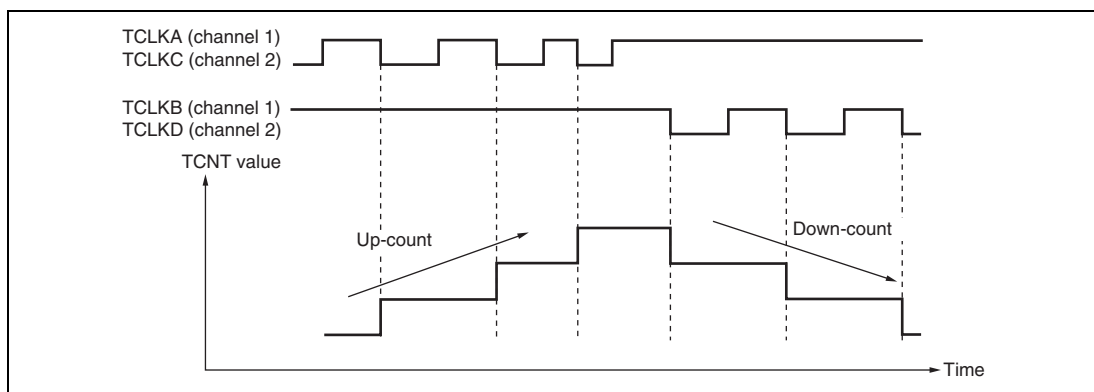 TCLKA (channel 1)
TCLKC (channel 2)
TCLKB (channel 1)
TCLKD (channel 2)
TCNT value
Up-count
Down-count
Time